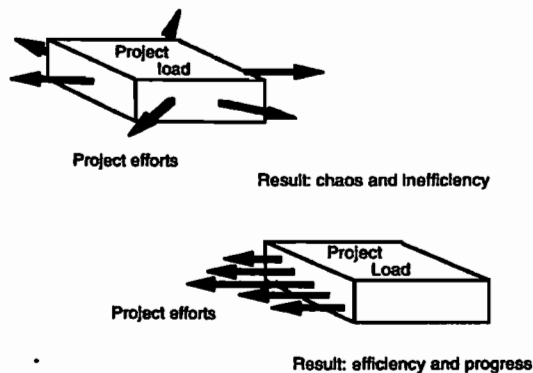 Project
load
Project efforts
Result: chaos and inefficiency
Project
Load
Project efforts
Result: efficiency and progress